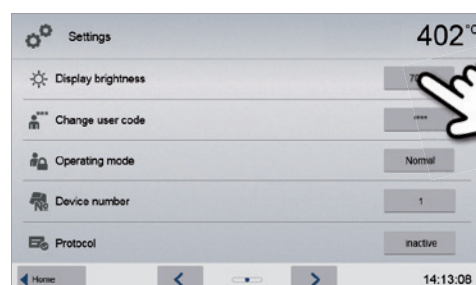 Settings
402°C
Display brightness
Change user code
****
Operating mode
Normal
Device number
1
Protocol
inactive
Home
14:13:08